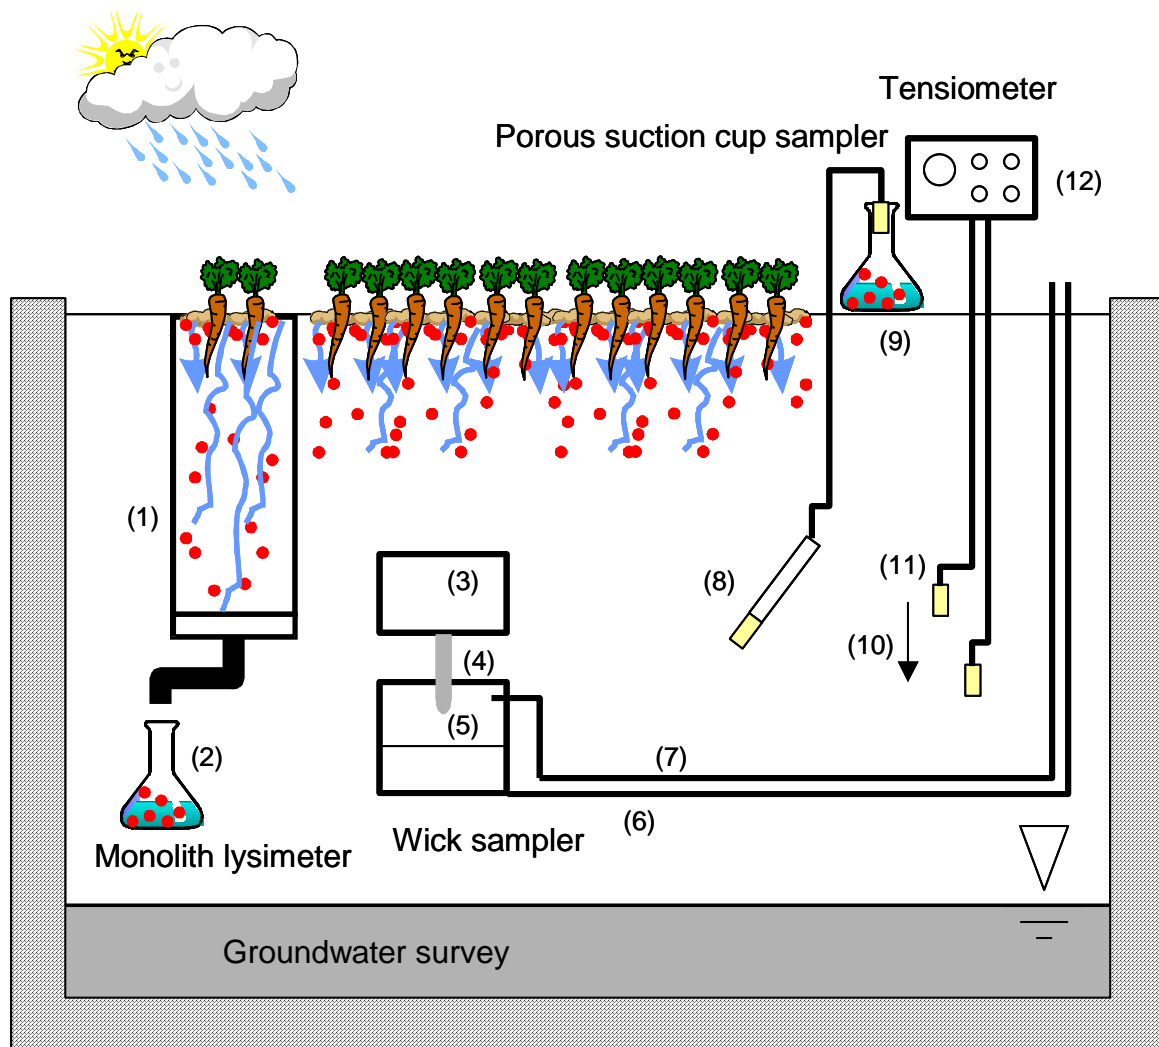 Tensiometer
Porous suction cup sampler
(12)
(9)
(1)
(3)
(8)
(11)
(4)
(10)
(5)
(2)
(7)
(6)
Wick sampler
Monolith lysimeter
Groundwater survey